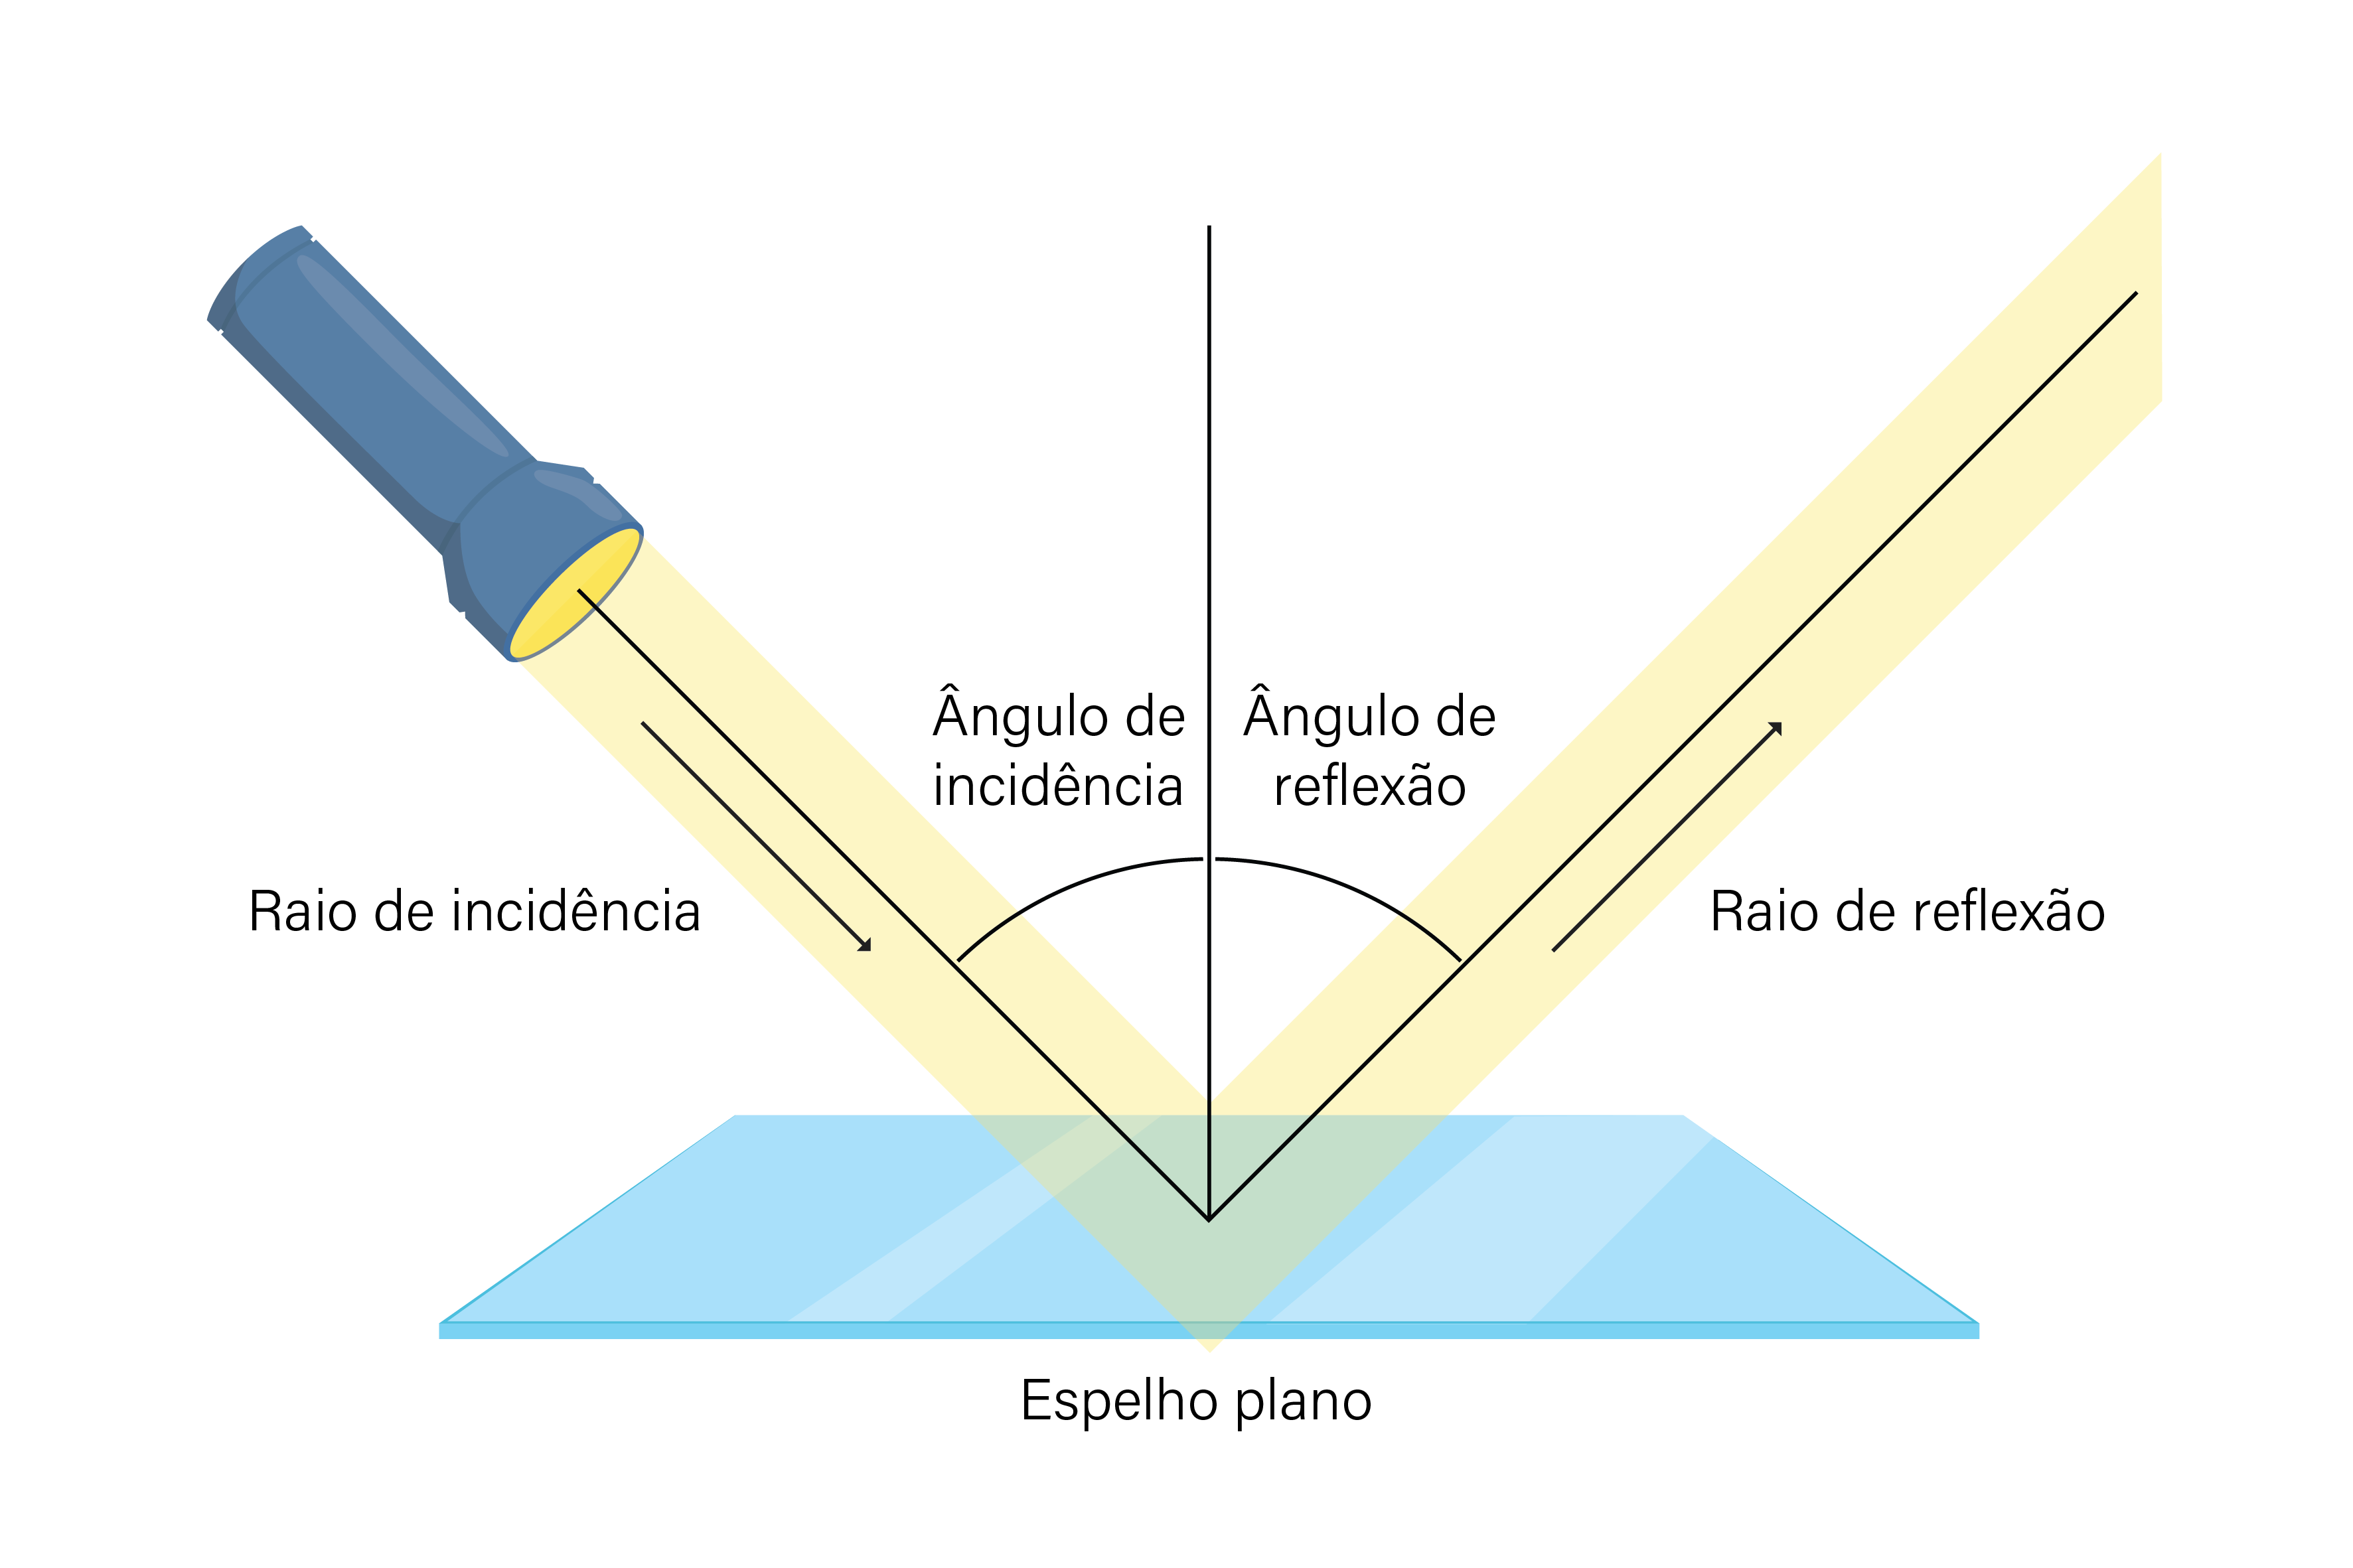 Ângulo de
incidência
Ângulo de
reflexão
Raio de incidência
Raio de reflexão
Espelho plano